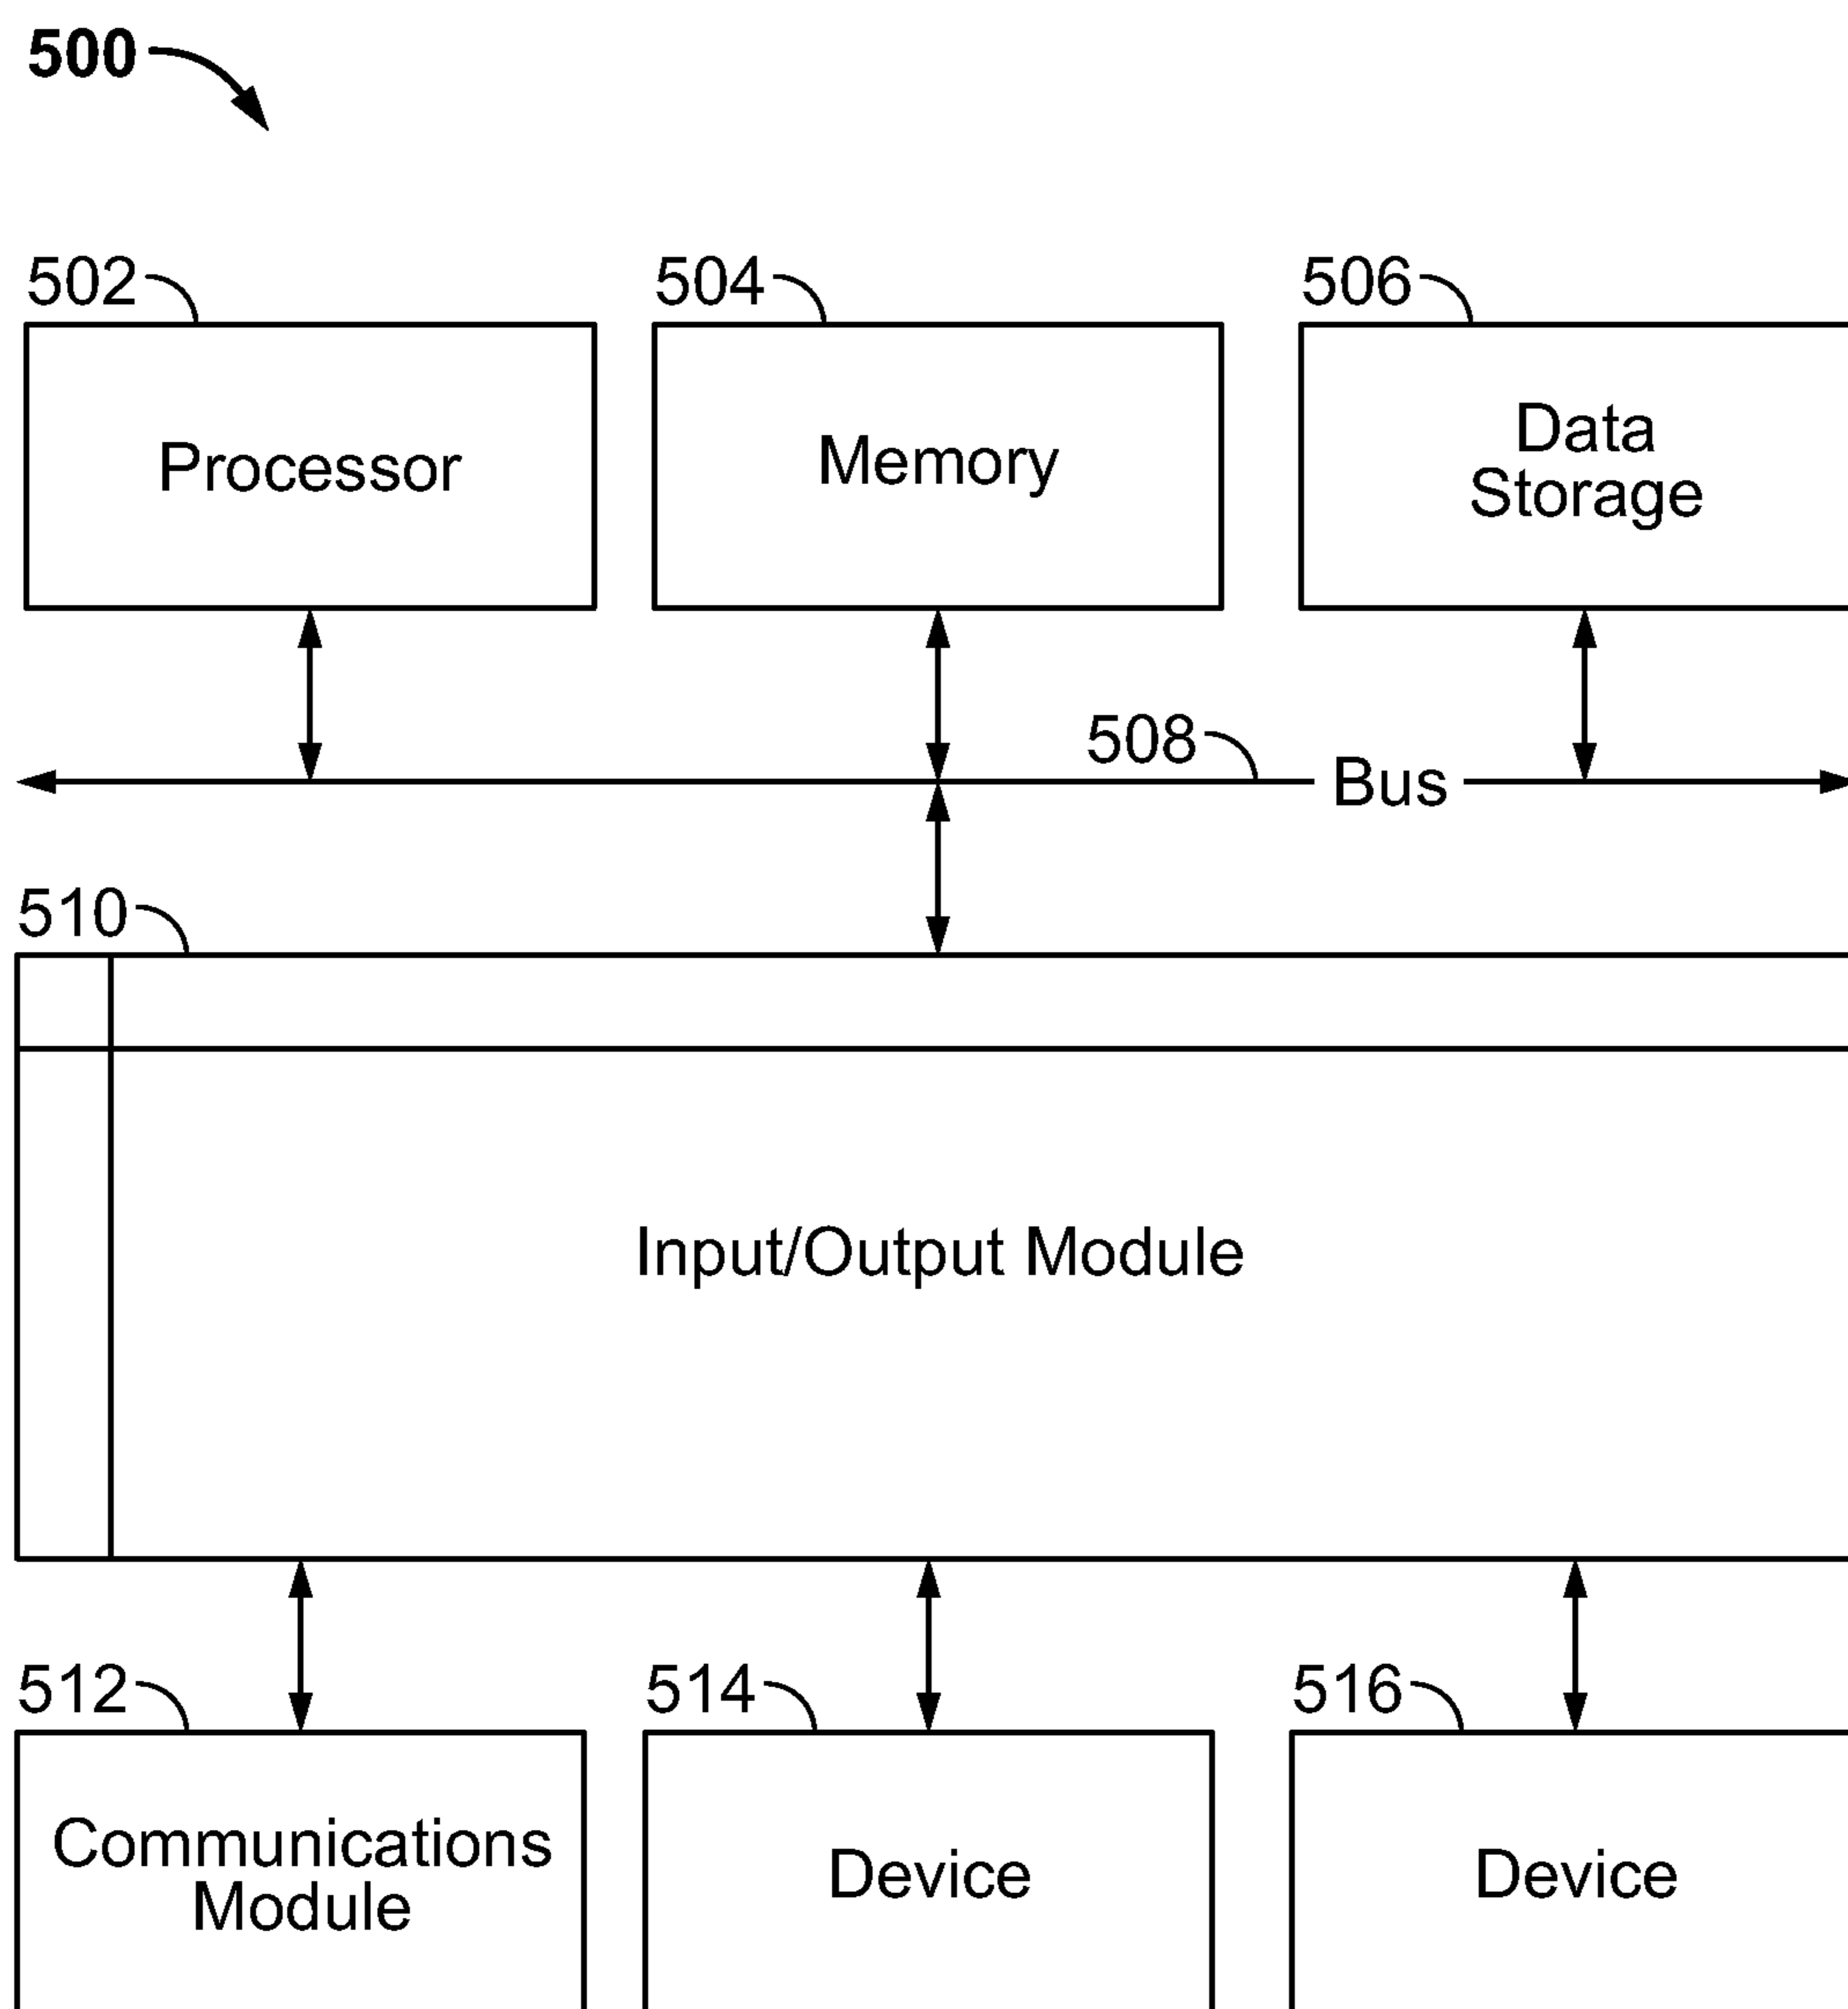 500
502
504
506
Processor
Memory
Data
Storage
508
Bus
510
Input/Output Module
512
514
516
Communications
Module
Device
Device